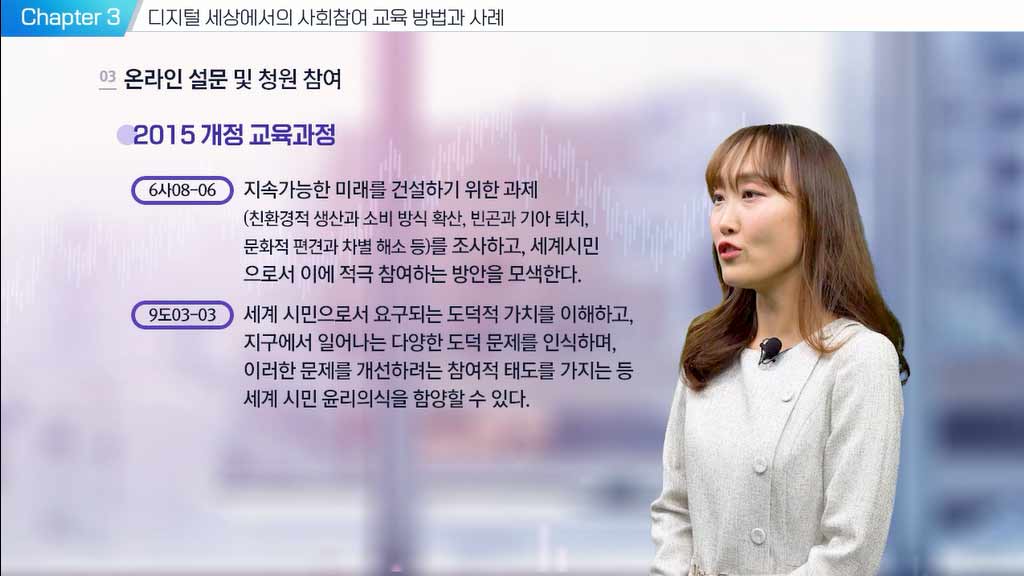 Chapter 3 디지털 세상에서의 사회참여 교육 방법과 사례
03 온라인 설문 및 청원 참여
2015 개정 교육과정
6사08-06 지속가능한 미래를 건설하기 위한 과제
(친환경적 생산과 소비 방식 확산, 빈곤과 기아 퇴치,
문화적 편견과 차별 해소 등)를 조사하고, 세계시민
으로서 이에 적극 참여하는 방안을 모색한다.
9도03-03 세계 시민으로서 요구되는 도덕적 가치를 이해하고,
지구에서 일어나는 다양한 도덕 문제를 인식하며,
이러한 문제를 개선하려는 참여적 태도를 가지는 등
세계 시민 윤리의식을 함양할 수 있다.